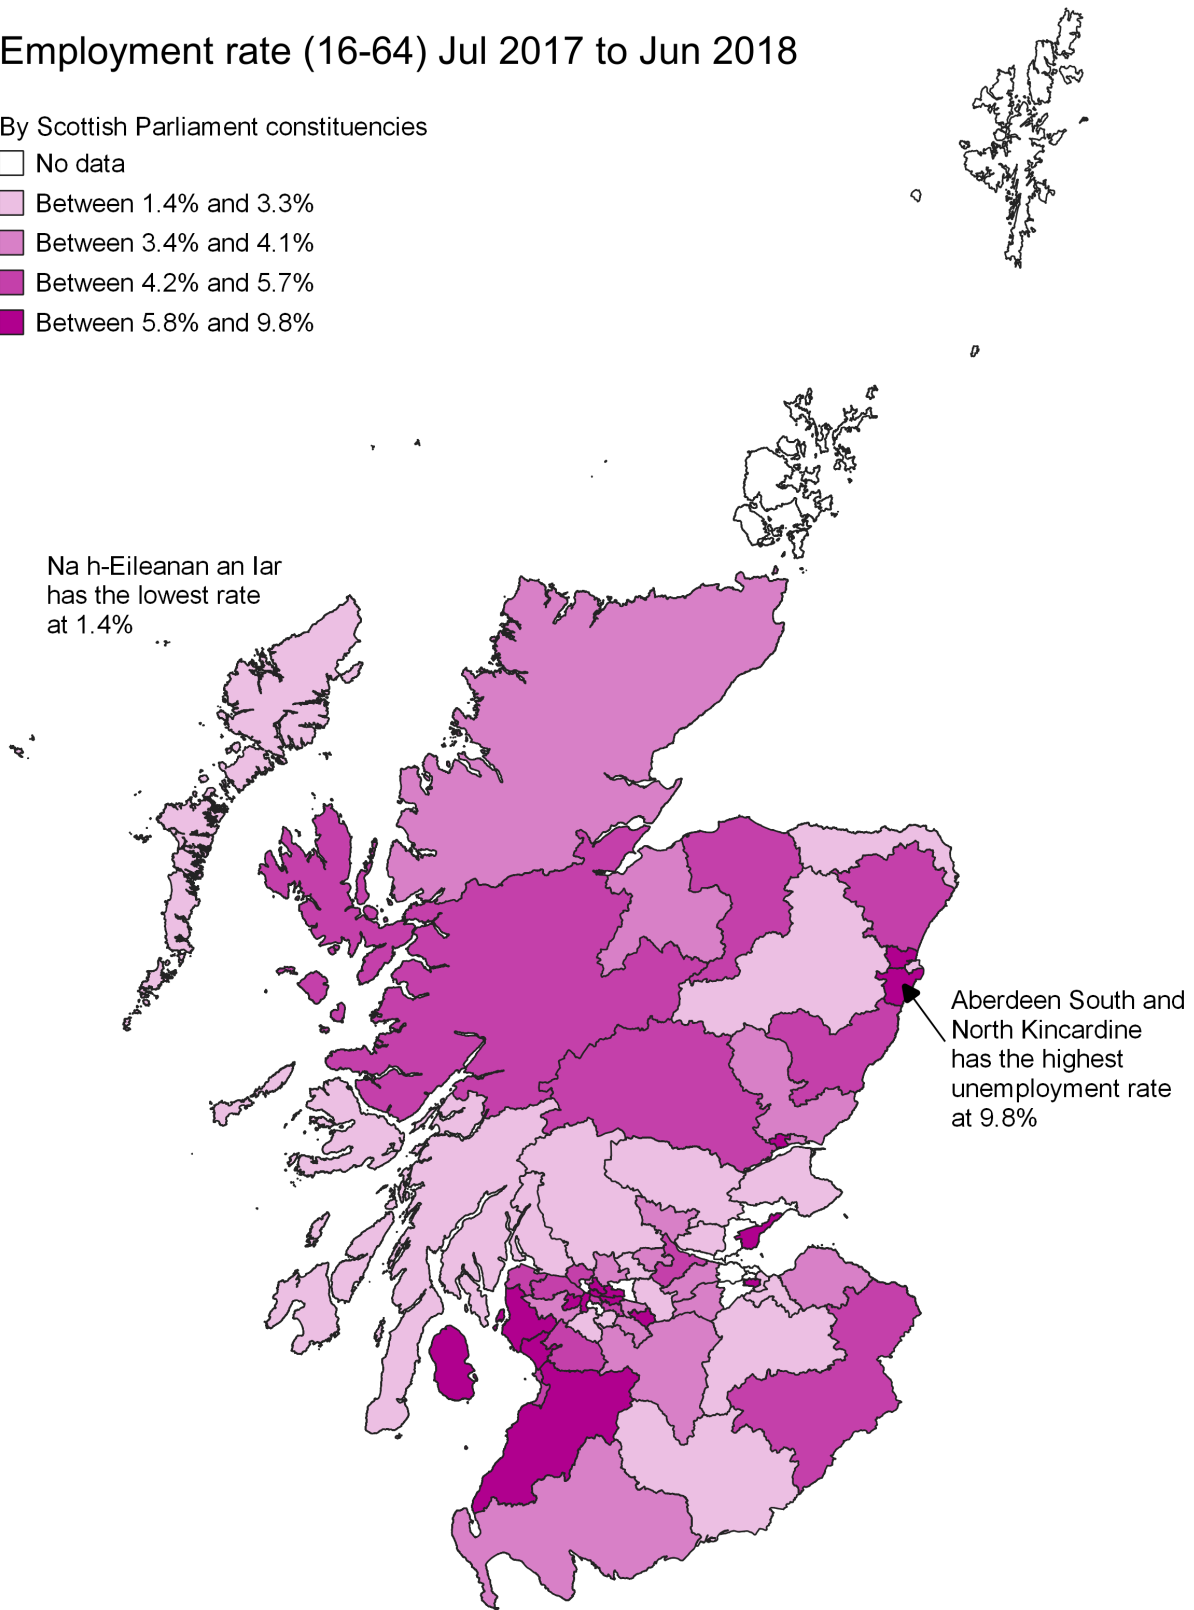 Employment rate (16-64) Jul 2017 to Jun 2018
By Scottish Parliament constituencies
No data
Between 1.4% and 3.3%
Between 3.4% and 4.1%
Between 4.2% and 5.7%
Between 5.8% and 9.8%
Na h-Eileanan an Iar
has the lowest rate
at 1.4%
Aberdeen South and
North Kincardine
has the highest
unemployment rate
at 9.8%